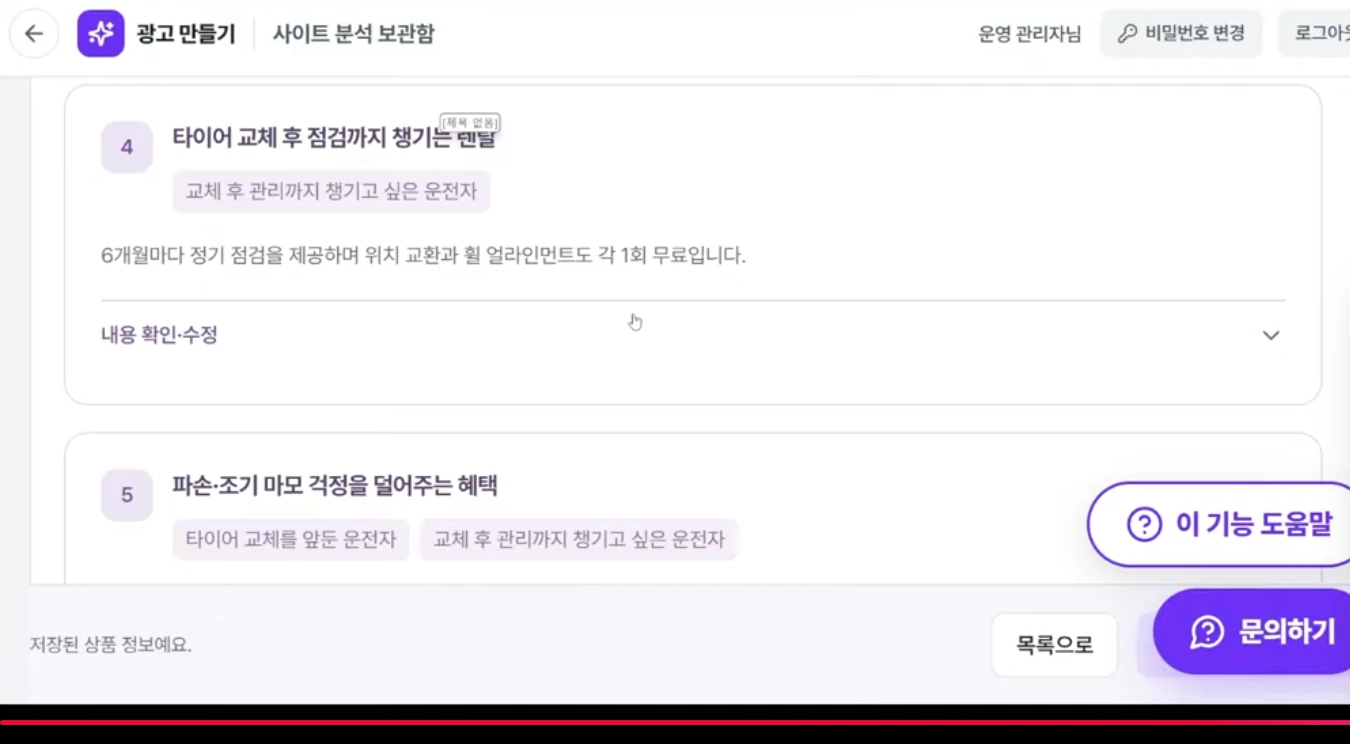 광고 만들기
사이트 분석 보관함
운영 관리자님
비밀번호 변경
로그아웃
4
타이어 교체 후 점검까지 챙기는 렌탈
[제목 없음]
교체 후 관리까지 챙기고 싶은 운전자
6개월마다 정기 점검을 제공하며 위치 교환과 휠 얼라인먼트도 각 1회 무료입니다.
내용 확인·수정
5
파손·조기 마모 걱정을 덜어주는 혜택
타이어 교체를 앞둔 운전자
교체 후 관리까지 챙기고 싶은 운전자
이 기능 도움말
저장된 상품 정보예요.
목록으로
문의하기